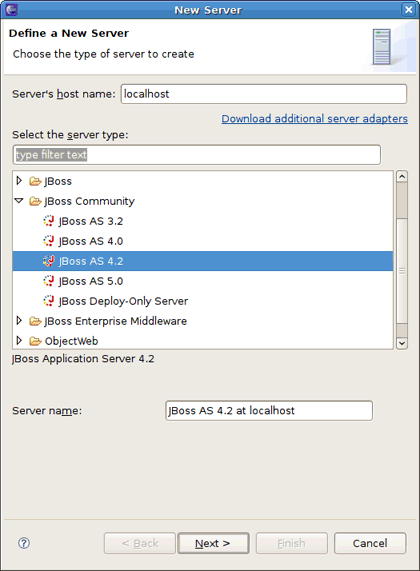 New Server
Define a New Server
Choose the type of server to create
Server's host name: localhost
Download additional server adapters
Select the server type:
type filter text
JBoss
JBoss Community
JBoss AS 3.2
JBoss AS 4.0
JBoss AS 4.2
JBoss AS 5.0
JBoss Deploy-Only Server
JBoss Enterprise Middleware
ObjectWeb
JBoss Application Server 4.2
Server name: JBoss AS 4.2 at localhost
? < Back Next > Finish Cancel